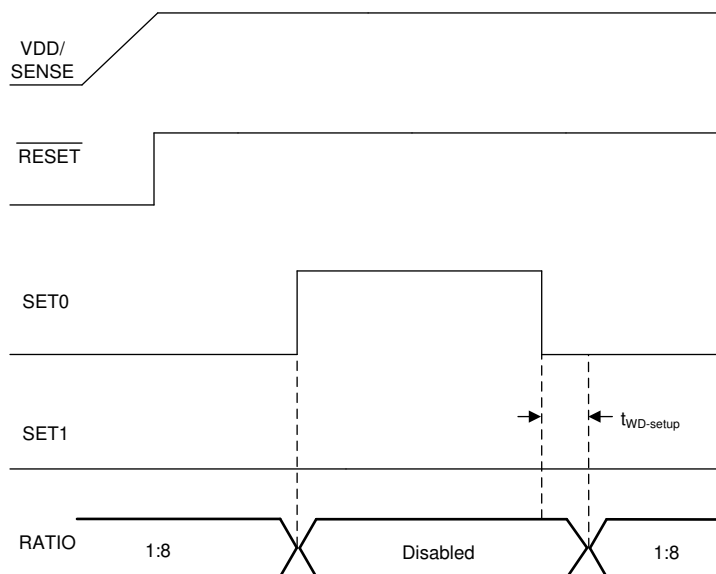 VDD/
SENSE
RESET
SET0
SET1
tWD-setup
RATIO
1:8
Disabled
1:8